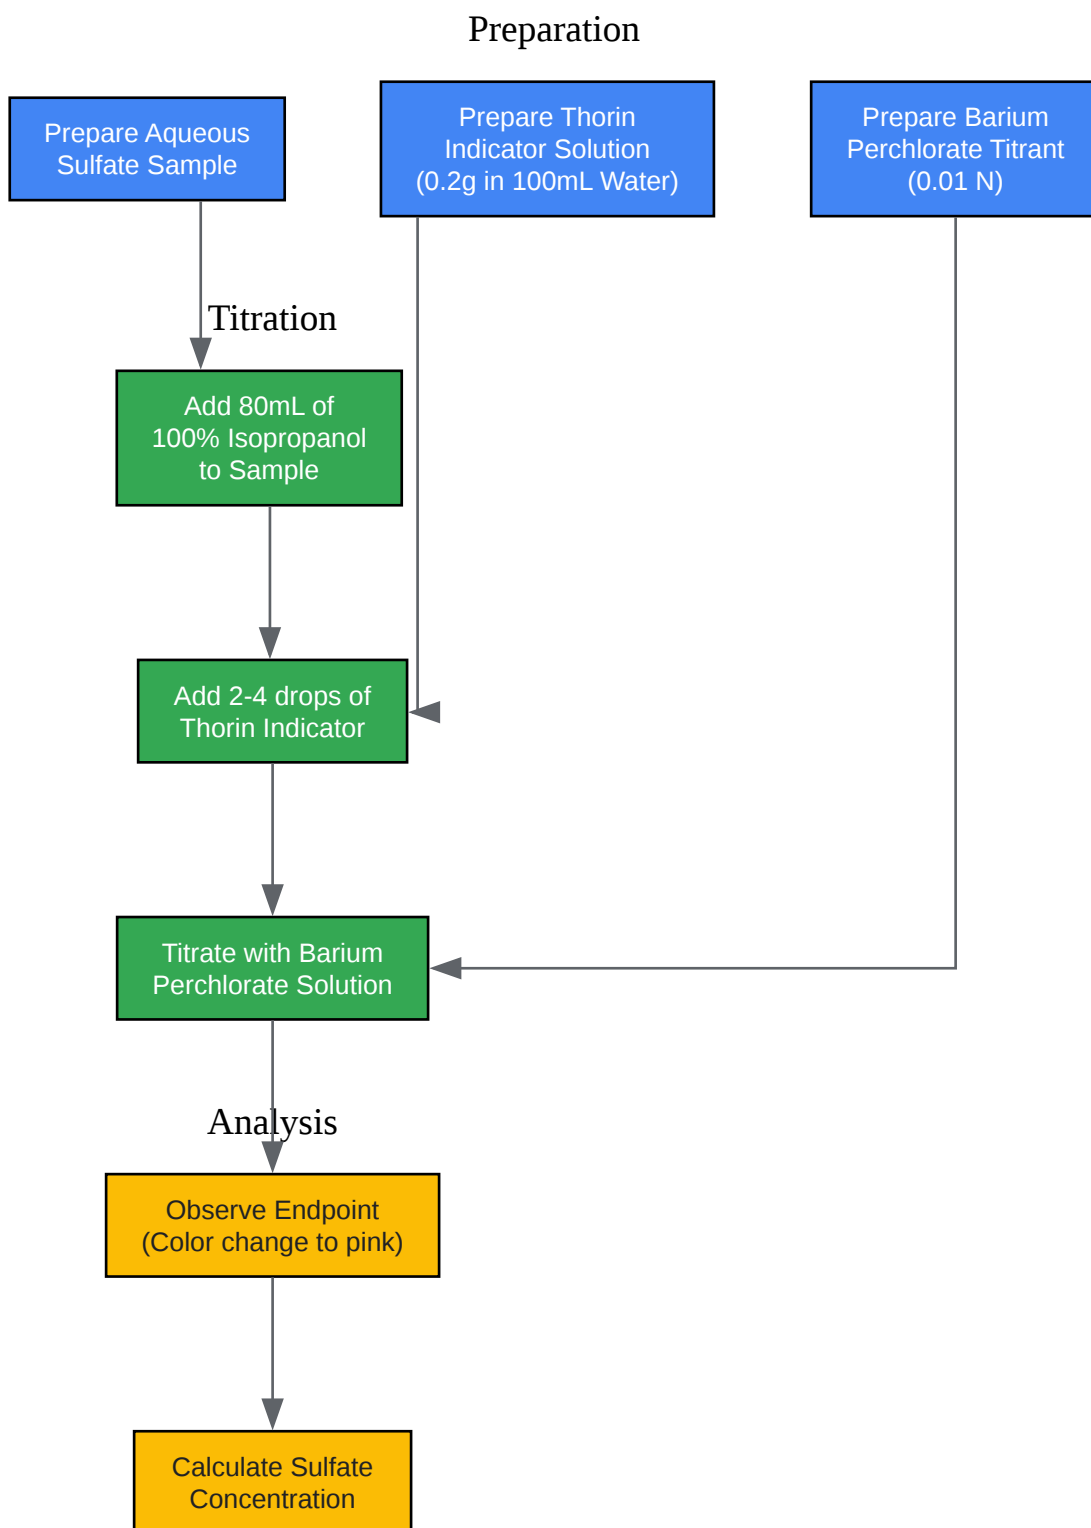 Preparation
Prepare Aqueous
Sulfate Sample
Prepare Thorin
Indicator Solution
(0.2g in 100mL Water)
Prepare Barium
Perchlorate Titrant
(0.01 N)
Titration
Add 80mL of
100% Isopropanol
to Sample
Add 2-4 drops of
Thorin Indicator
Titrate with Barium
Perchlorate Solution
Analysis
Observe Endpoint
(Color change to pink)
Calculate Sulfate
Concentration